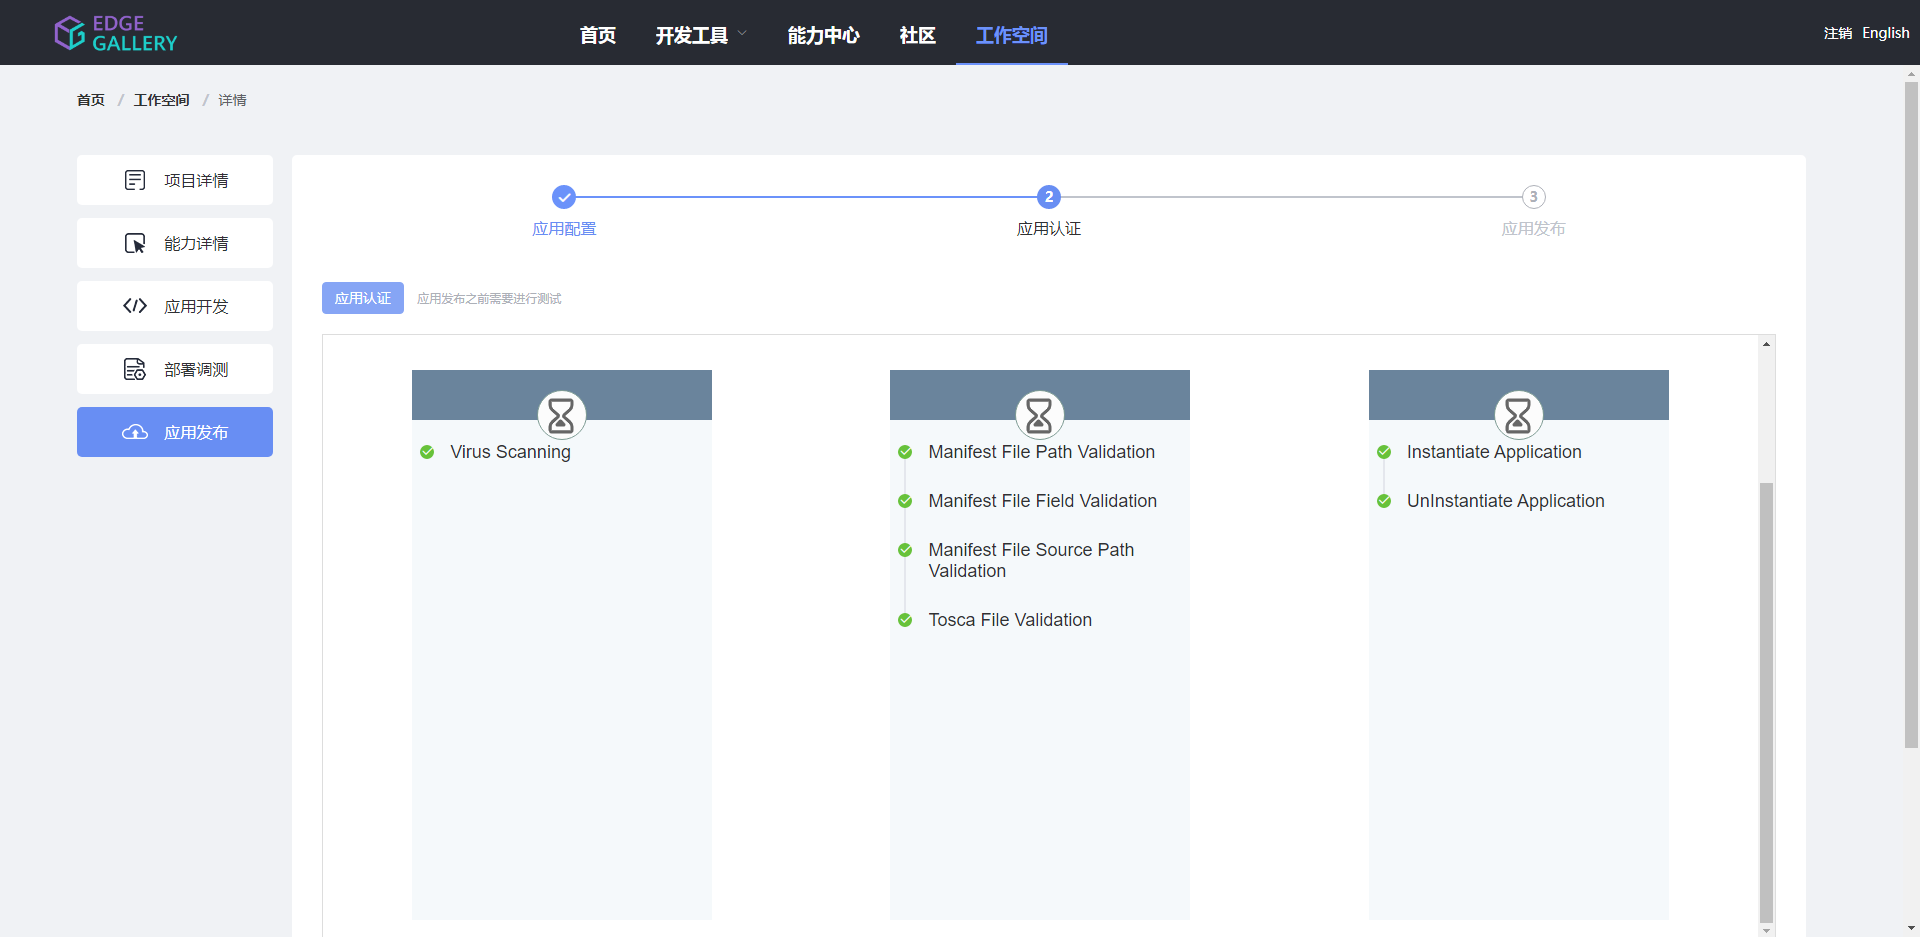 EDGE
GALLERY
首页 开发工具 能力中心 社区 工作空间
注销 English
首页 / 工作空间 / 详情
项目详情
能力详情
应用开发
部署调测
应用发布
2
3
应用配置
应用认证
应用发布
应用认证 应用发布之前需要进行测试
Virus Scanning
Manifest File Path Validation
Manifest File Field Validation
Manifest File Source Path
Validation
Tosca File Validation
Instantiate Application
UnInstantiate Application